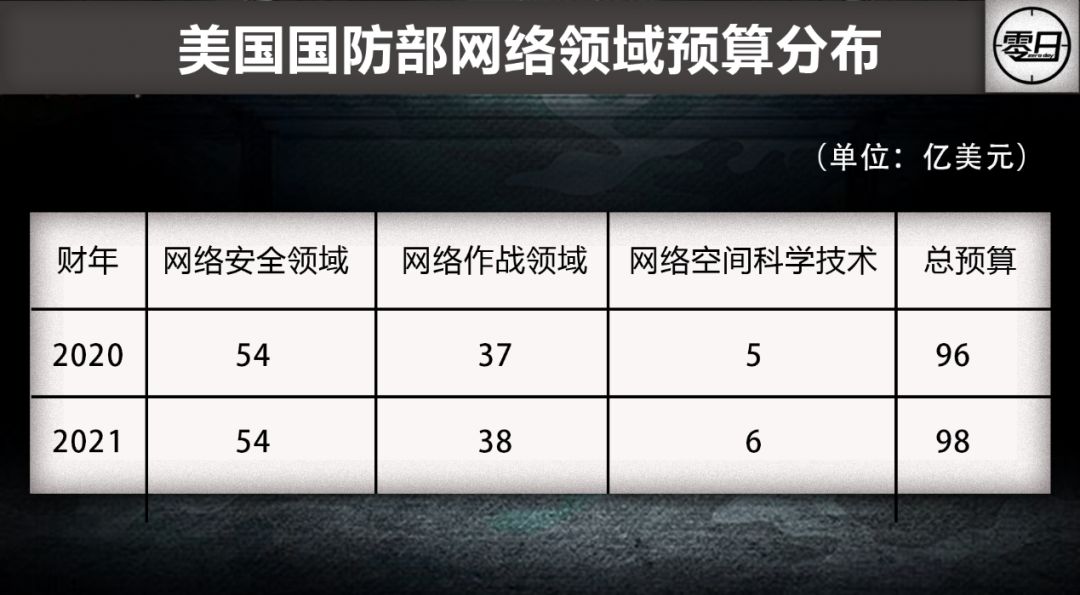 美国国防部网络领域预算分布
零日
zero day
（单位：亿美元）
财年 网络安全领域 网络作战领域 网络空间科学技术 总预算
2020 54 37 5 96
2021 54 38 6 98